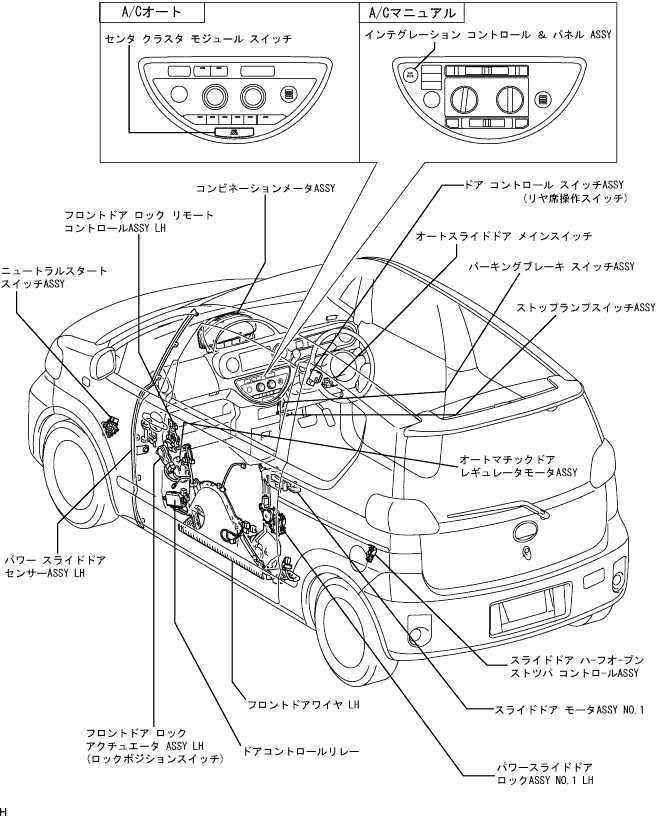 A/Cオート
A/Cマニュアル
センタ クラスタ モジュール スイッチ
インテグレーション コントロール & パネル ASSY
コンビネーションメータASSY
ドア コントロール スイッチASSY
(リヤ席操作スイッチ)
フロントドア ロック リモート
コントロールASSY LH
オートスライドドア メインスイッチ
ニュートラルスタート
スイッチASSY
パーキングブレーキ スイッチASSY
ストップランプスイッチASSY
オートマチックドア
レギュレータモータASSY
パワー スライドドア
センサーASSY LH
スライドドア ハーフオープン
ストツパ コントロールASSY
フロントドアワイヤ LH
スライドドア モータASSY NO.1
フロントドア ロック
アクチュエータ ASSY LH
(ロックポジションスイッチ)
ドアコントロールリレー
パワースライドドア
ロックASSY NO.1 LH
H